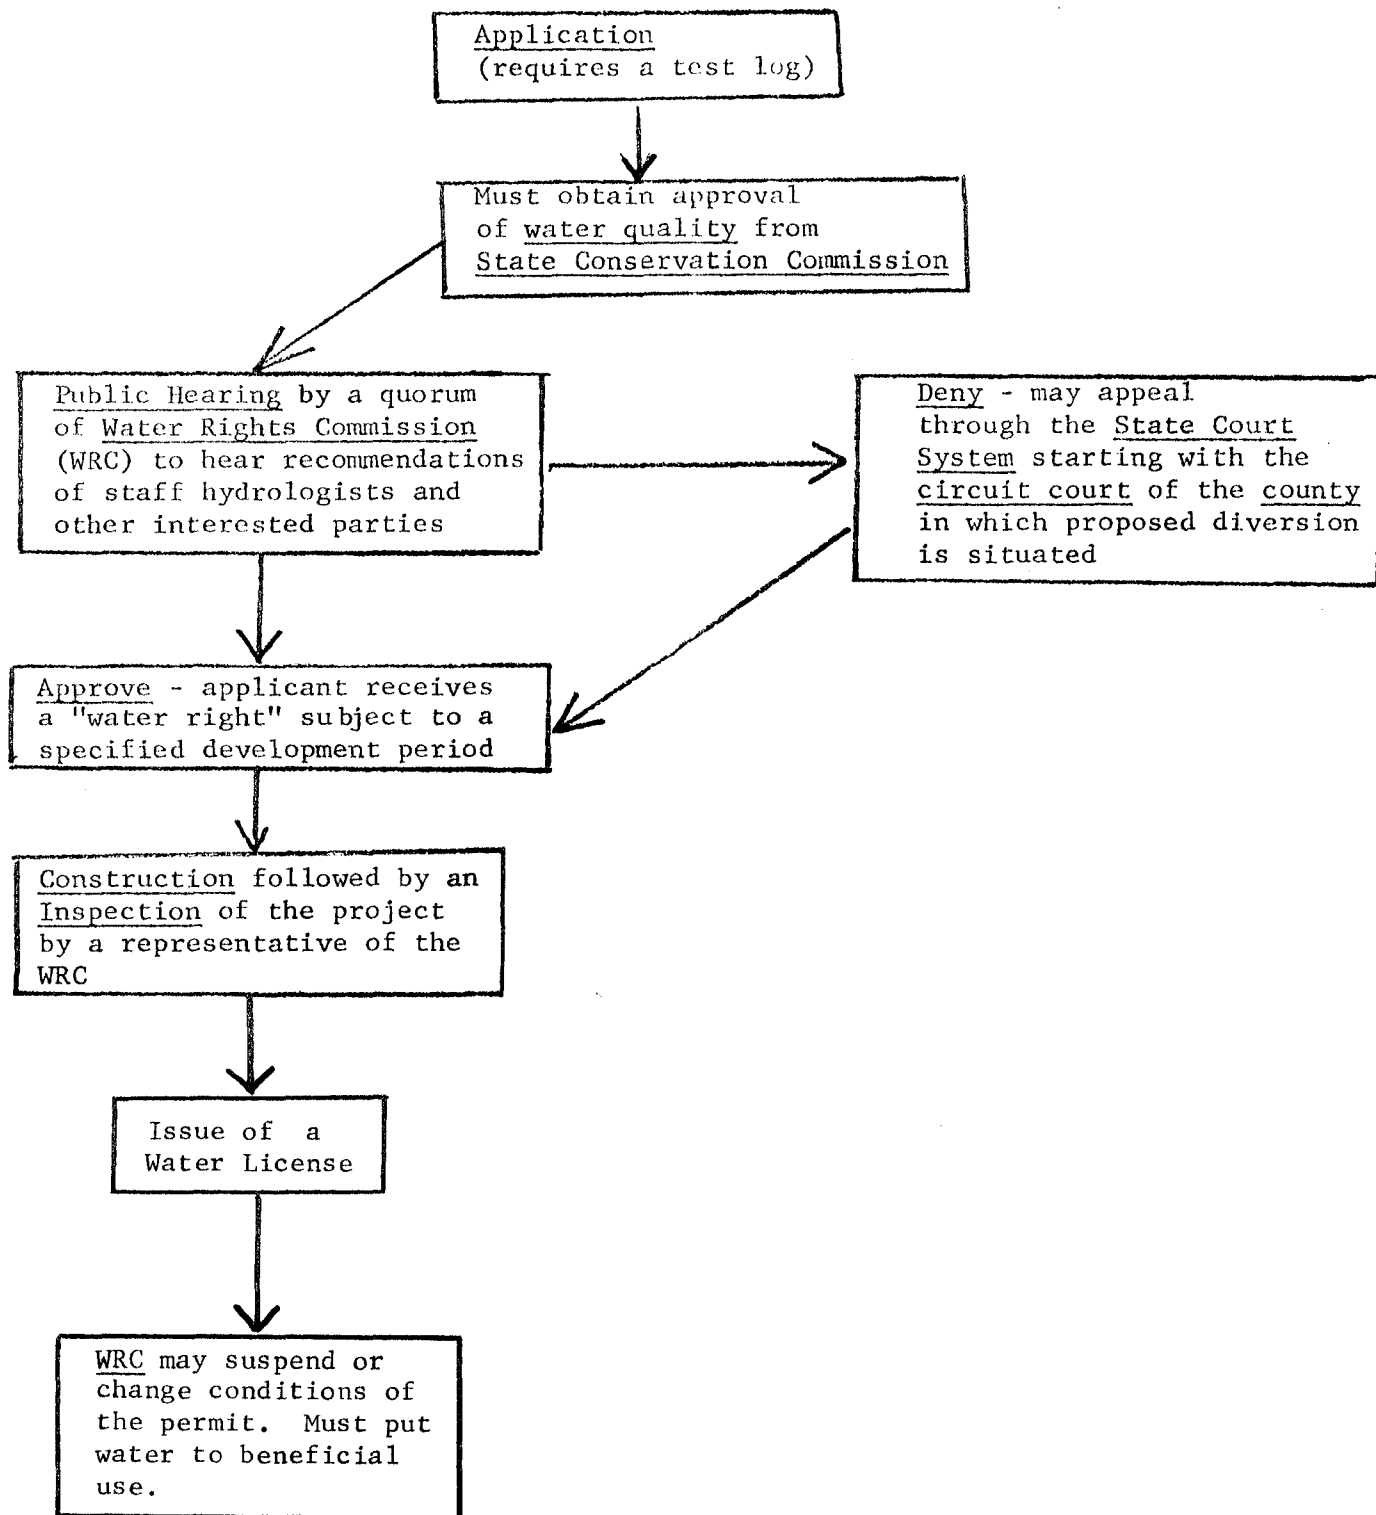 Application
(requires a test log)
Must obtain approval
of water quality from
State Conservation Commission
Public Hearing by a quorum
of Water Rights Commission
(WRC) to hear recommendations
of staff hydrologists and
other interested parties
Deny - may appeal
through the State Court
System starting with the
circuit court of the county
in which proposed diversion
is situated
Approve - applicant receives
a "water right" subject to a
specified development period
Construction followed by an
Inspection of the project
by a representative of the
WRC
Issue of a
Water License
WRC may suspend or
change conditions of
the permit. Must put
water to beneficial
use.